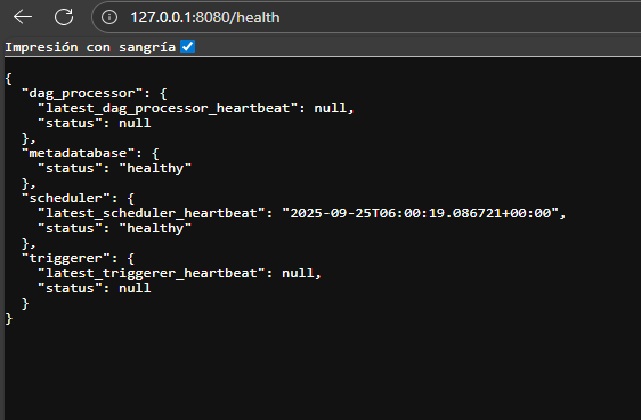 127.0.0.1:8080/health
Impresión con sangría
{
  "dag_processor": {
    "latest_dag_processor_heartbeat": null,
    "status": null
  },
  "metadatabase": {
    "status": "healthy"
  },
  "scheduler": {
    "latest_scheduler_heartbeat": "2025-09-25T06:00:19.086721+00:00",
    "status": "healthy"
  },
  "triggerer": {
    "latest_triggerer_heartbeat": null,
    "status": null
  }
}